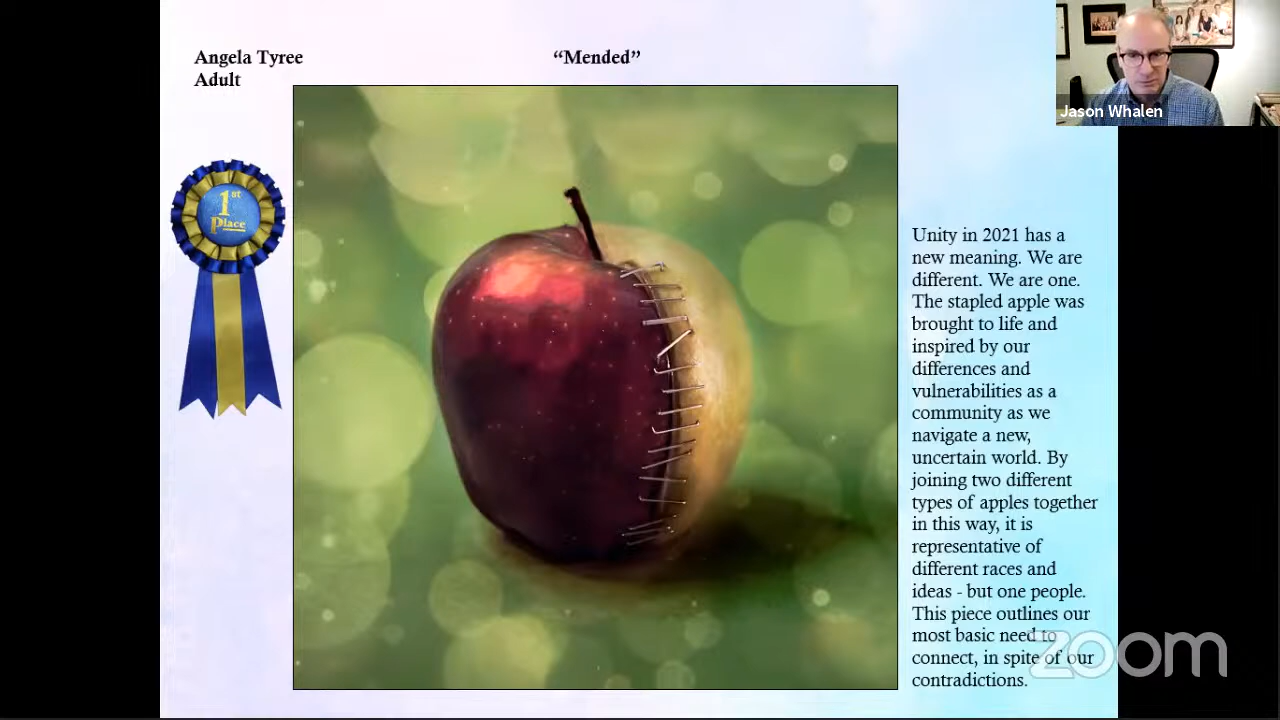 Angela Tyree
Adult
“Mended”
Jason Whalen
1st
Place
Unity in 2021 has a
new meaning. We are
different. We are one.
The stapled apple was
brought to life and
inspired by our
differences and
vulnerabilities as a
community as we
navigate a new,
uncertain world. By
joining two different
types of apples together
in this way, it is
representative of
different races and
ideas - but one people.
This piece outlines our
most basic need to
connect, in spite of our
contradictions.
zoom